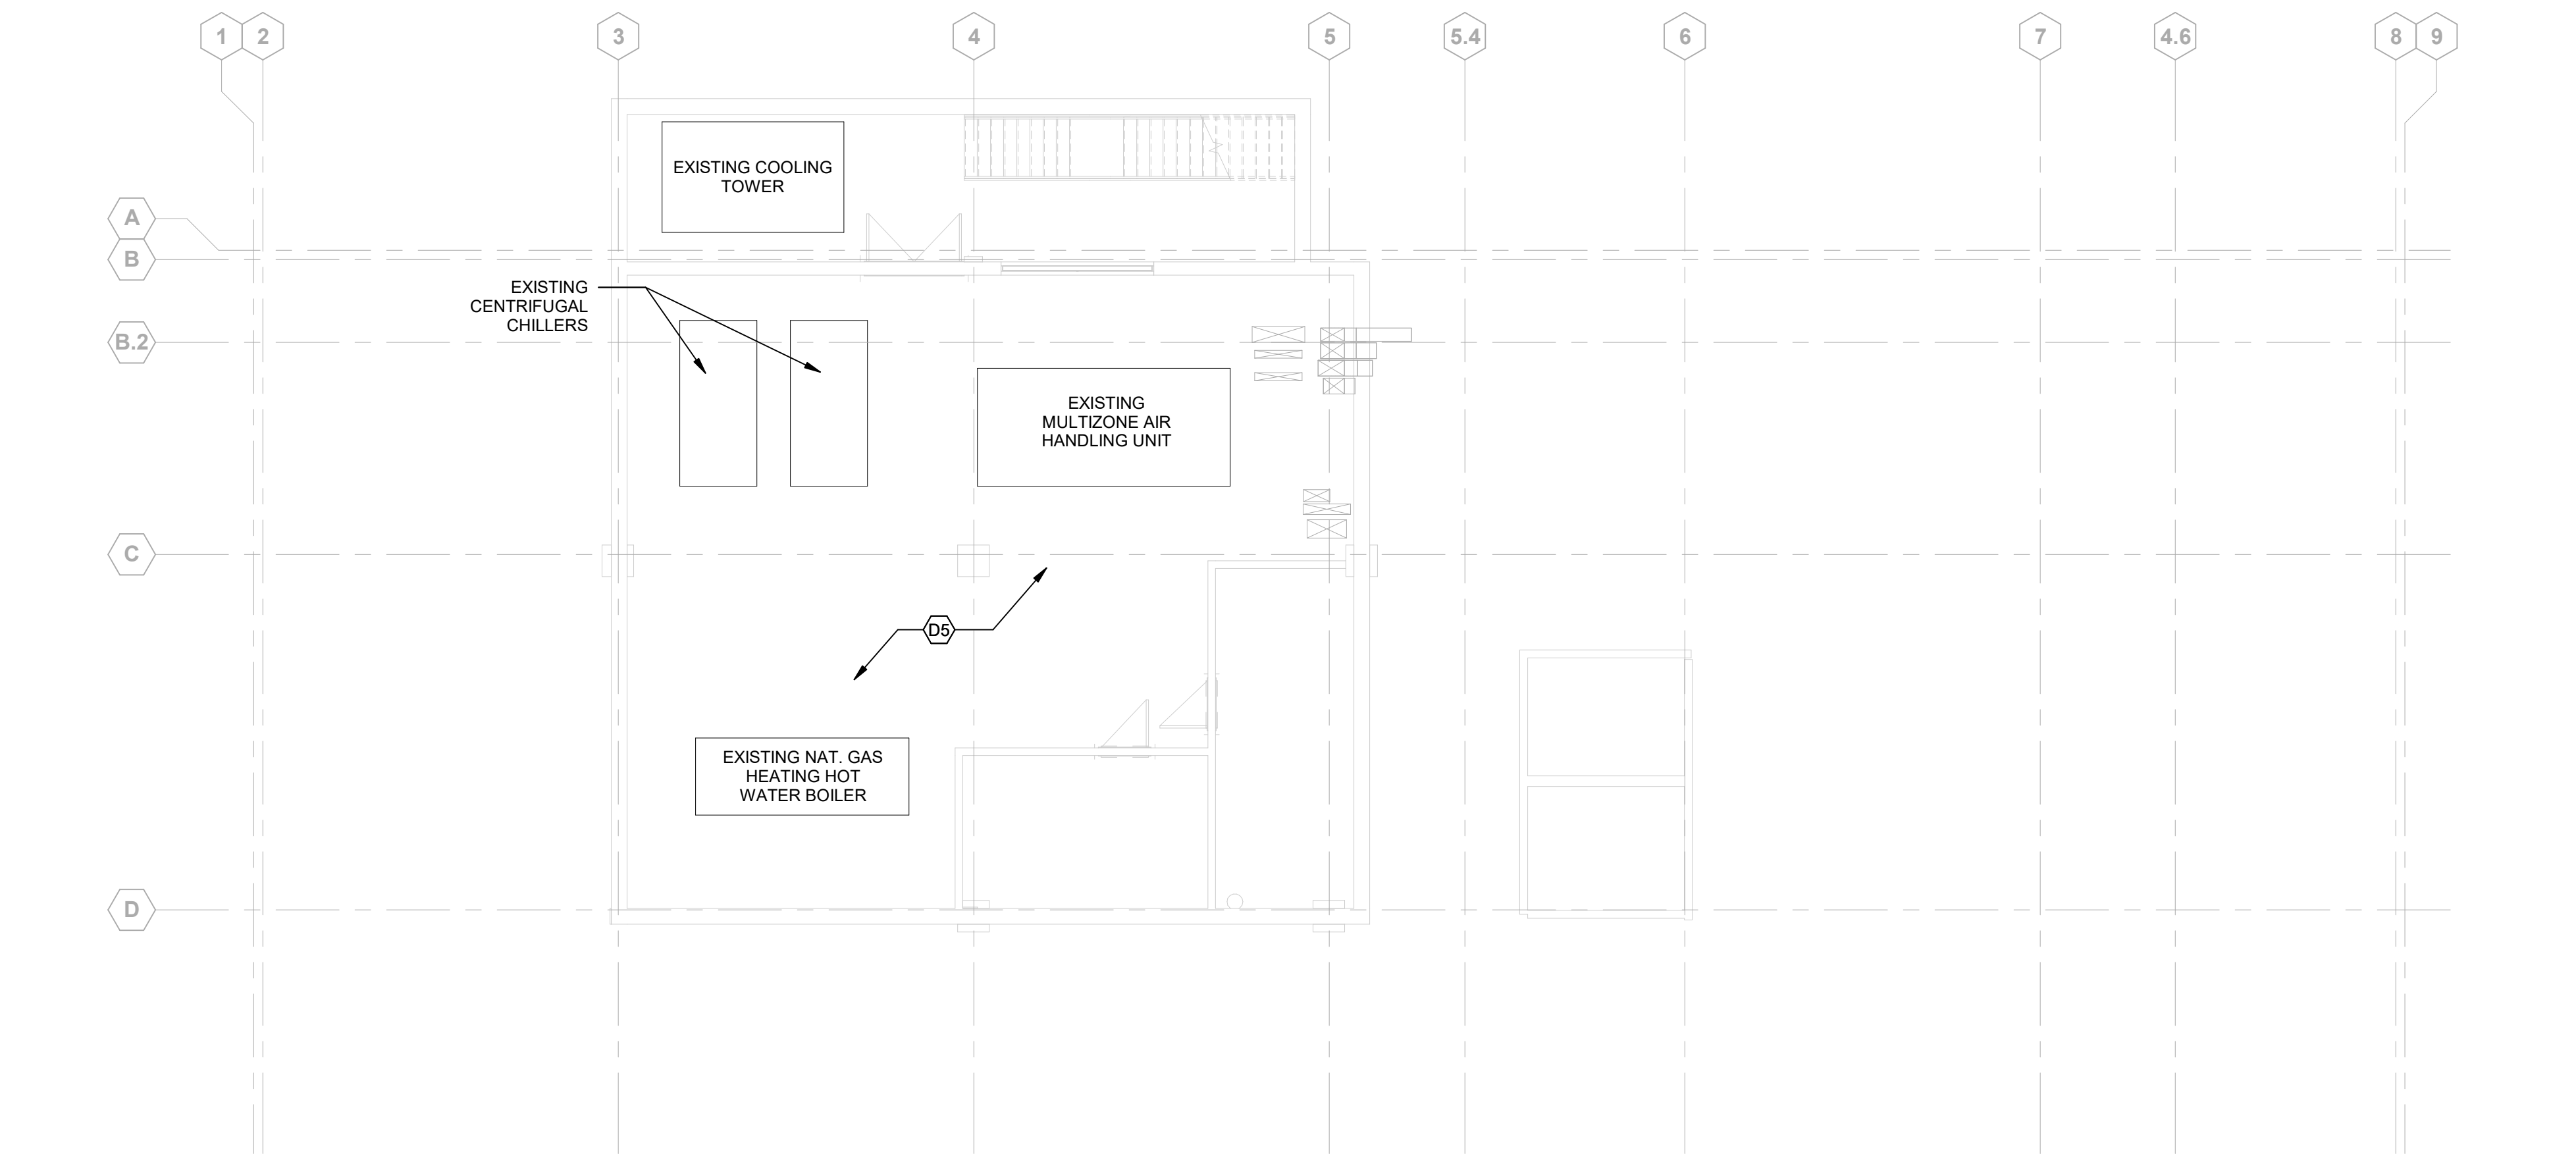 1 2 3 4 5 5.4 6 7 4.6 8 9
EXISTING COOLING
TOWER
A
B
EXISTING
CENTRIFUGAL
CHILLERS
B.2
EXISTING
MULTIZONE AIR
HANDLING UNIT
C
D5
EXISTING NAT. GAS
HEATING HOT
WATER BOILER
D